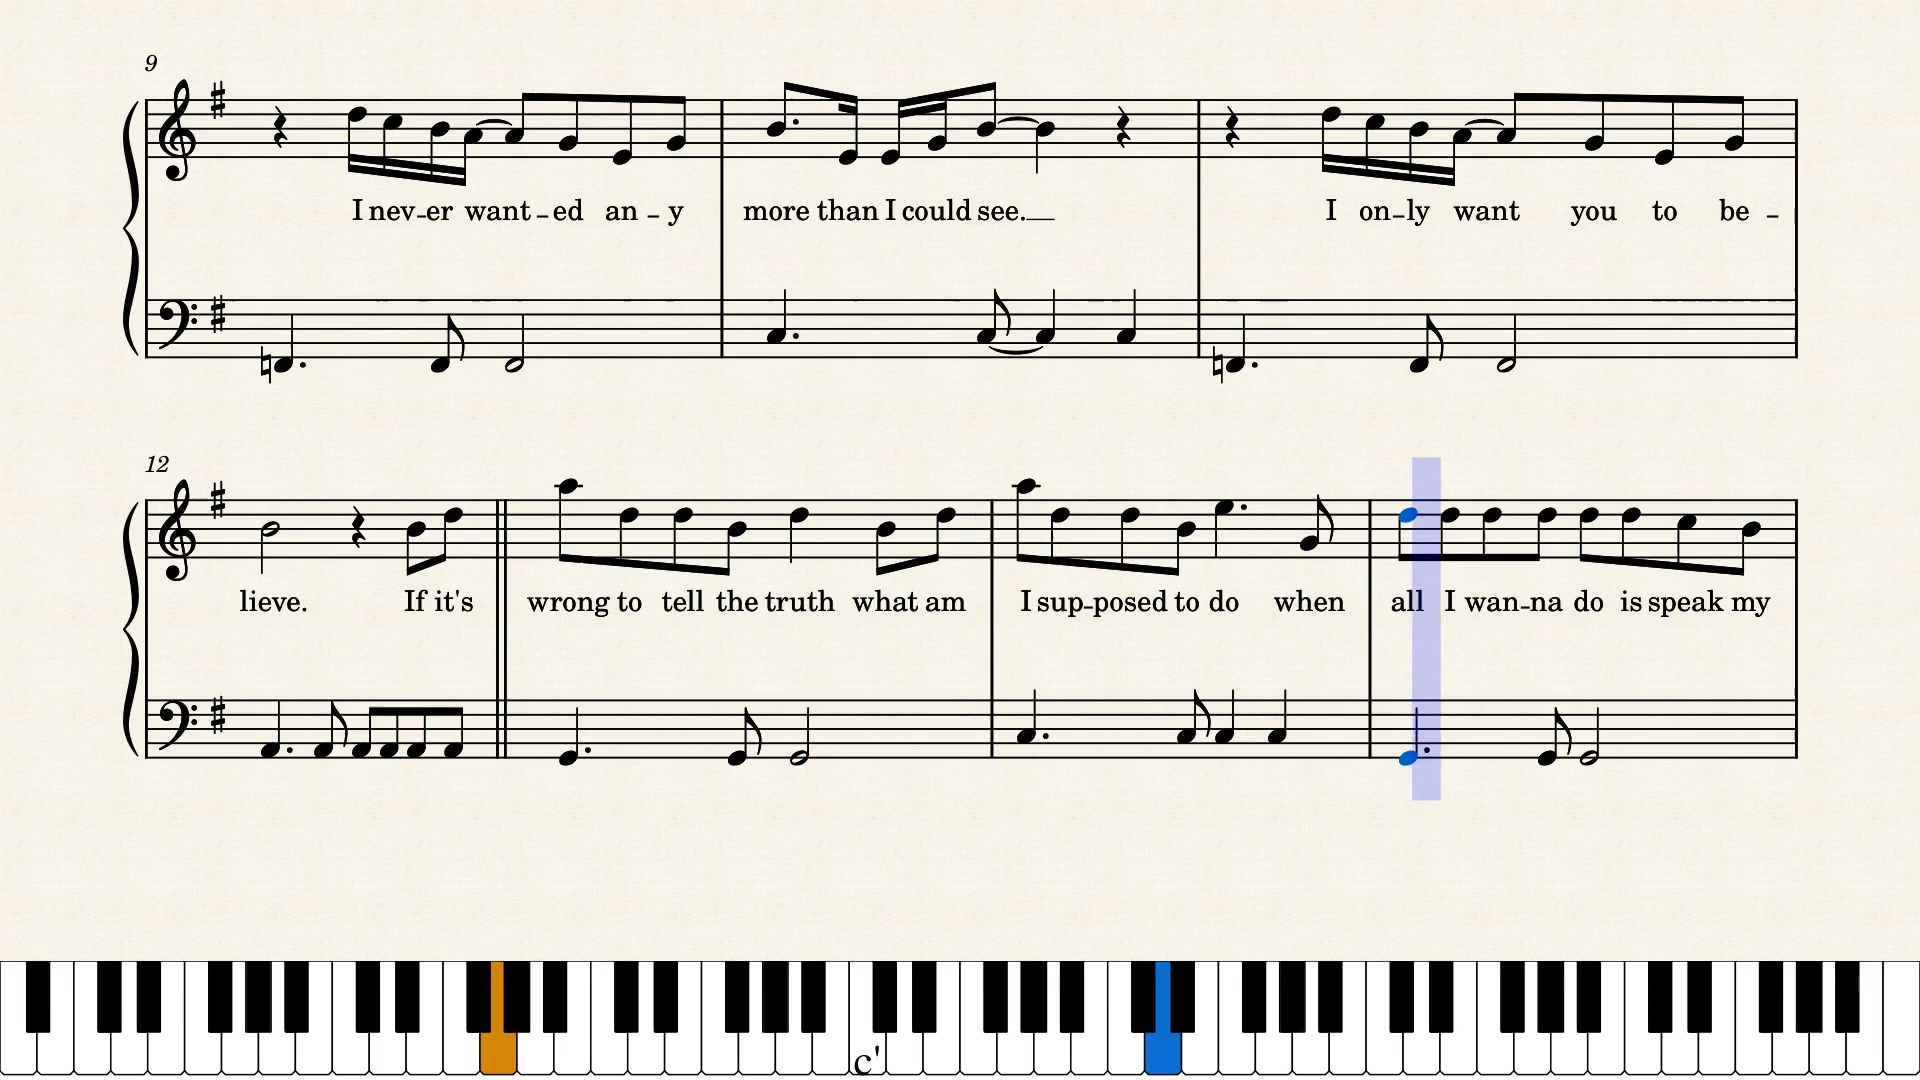 9
I nev-er want-ed an-y more than I could see. I on-ly want you to be-
12
lieve. If it's wrong to tell the truth what am I sup-posed to do when all I wan-na do is speak my
c'